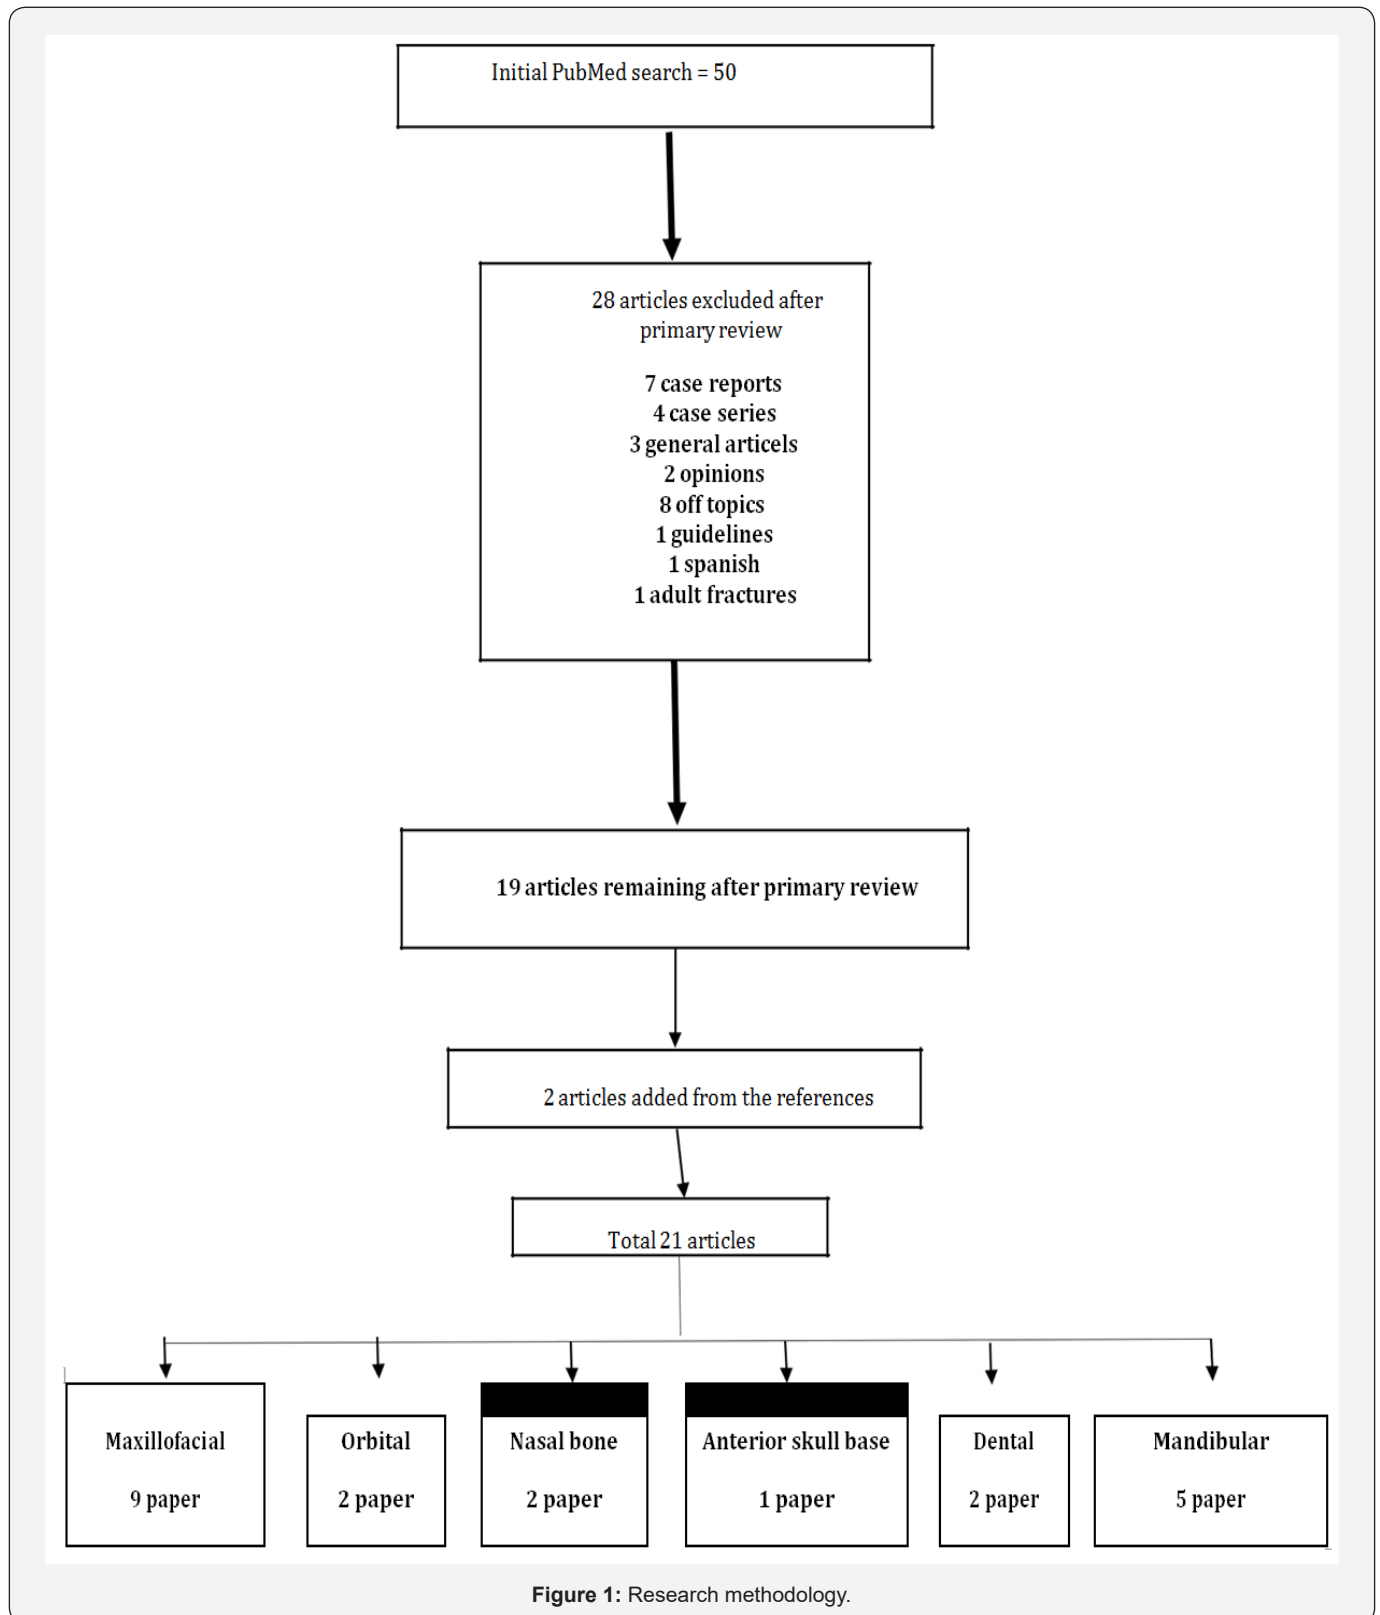 Initial PubMed search = 50
28 articles excluded after
primary review
7 case reports
4 case series
3 general articels
2 opinions
8 off topics
1 guidelines
1 spanish
1 adult fractures
19 articles remaining after primary review
2 articles added from the references
Total 21 articles
Maxillofacial
9 paper
Orbital
2 paper
Nasal bone
2 paper
Anterior skull base
1 paper
Dental
2 paper
Mandibular
5 paper
Figure 1: Research methodology.